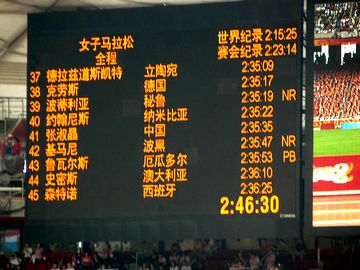 女子马拉松 世界纪录 2:15:25
全程 赛会纪录 2:23:14
37 德拉兹道斯凯特 立陶宛 2:35:09
38 克劳斯 德国 2:35:17
39 波蒂利亚 秘鲁 2:35:19 NR
40 约翰尼斯 纳米比亚 2:35:22
41 张淑晶 中国 2:35:35
42 基马尼 波黑 2:35:47 NR
43 鲁瓦尔斯 厄瓜多尔 2:35:53 PB
44 史密斯 澳大利亚 2:36:10
45 森特诺 西班牙 2:36:25
2:46:30
Ω OMEGA